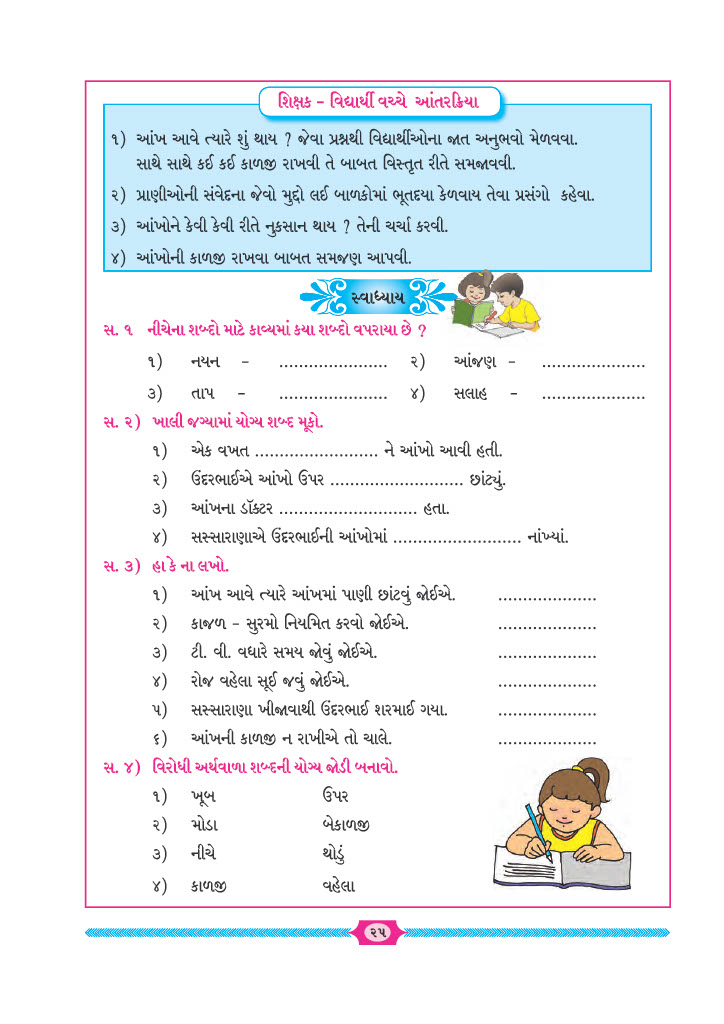 શિક્ષક - વિદ્યાર્થી વચ્ચે આંતરક્રિયા
૧) આંખ આવે ત્યારે શું થાય ? જેવા પ્રશ્નથી વિદ્યાર્થીઓના જાત અનુભવો મેળવવા.
સાથે સાથે કઈ કઈ કાળજી રાખવી તે બાબત વિસ્તૃત રીતે સમજાવવી.
૨) પ્રાણીઓની સંવેદના જેવો મુદ્દો લઈ બાળકોમાં ભૂતદયા કેળવાય તેવા પ્રસંગો કહેવા.
૩) આંખોને કેવી કેવી રીતે નુકસાન થાય ? તેની ચર્ચા કરવી.
૪) આંખોની કાળજી રાખવા બાબત સમજણ આપવી.
સ્વાધ્યાય
સ. ૧ નીચેના શબ્દો માટે કાવ્યમાં કયા શબ્દો વપરાયા છે ?
૧) નયન - ...................... ૨) આંજણ - .....................
૩) તાપ - ...................... ૪) સલાહ - .....................
સ. ૨) ખાલી જગ્યામાં યોગ્ય શબ્દ મૂકો.
૧) એક વખત ......................... ને આંખો આવી હતી.
૨) ઉંદરભાઈએ આંખો ઉપર ........................... છાંટ્યું.
૩) આંખના ડૉક્ટર ............................ હતા.
૪) સસ્સારાણાએ ઉંદરભાઈની આંખોમાં .......................... નાંખ્યાં.
સ. ૩) હા કે ના લખો.
૧) આંખ આવે ત્યારે આંખમાં પાણી છાંટવું જોઈએ. ....................
૨) કાજળ - સુરમો નિયમિત કરવો જોઈએ. ....................
૩) ટી. વી. વધારે સમય જોવું જોઈએ. ....................
૪) રોજ વહેલા સૂઈ જવું જોઈએ. ....................
૫) સસ્સારાણા ખીજાવાથી ઉંદરભાઈ શરમાઈ ગયા. ....................
૬) આંખની કાળજી ન રાખીએ તો ચાલે. ....................
સ. ૪) વિરોધી અર્થવાળા શબ્દની યોગ્ય જોડી બનાવો.
૧) ખૂબ ઉપર
૨) મોડા બેકાળજી
૩) નીચે થોડું
૪) કાળજી વહેલા
૨૫